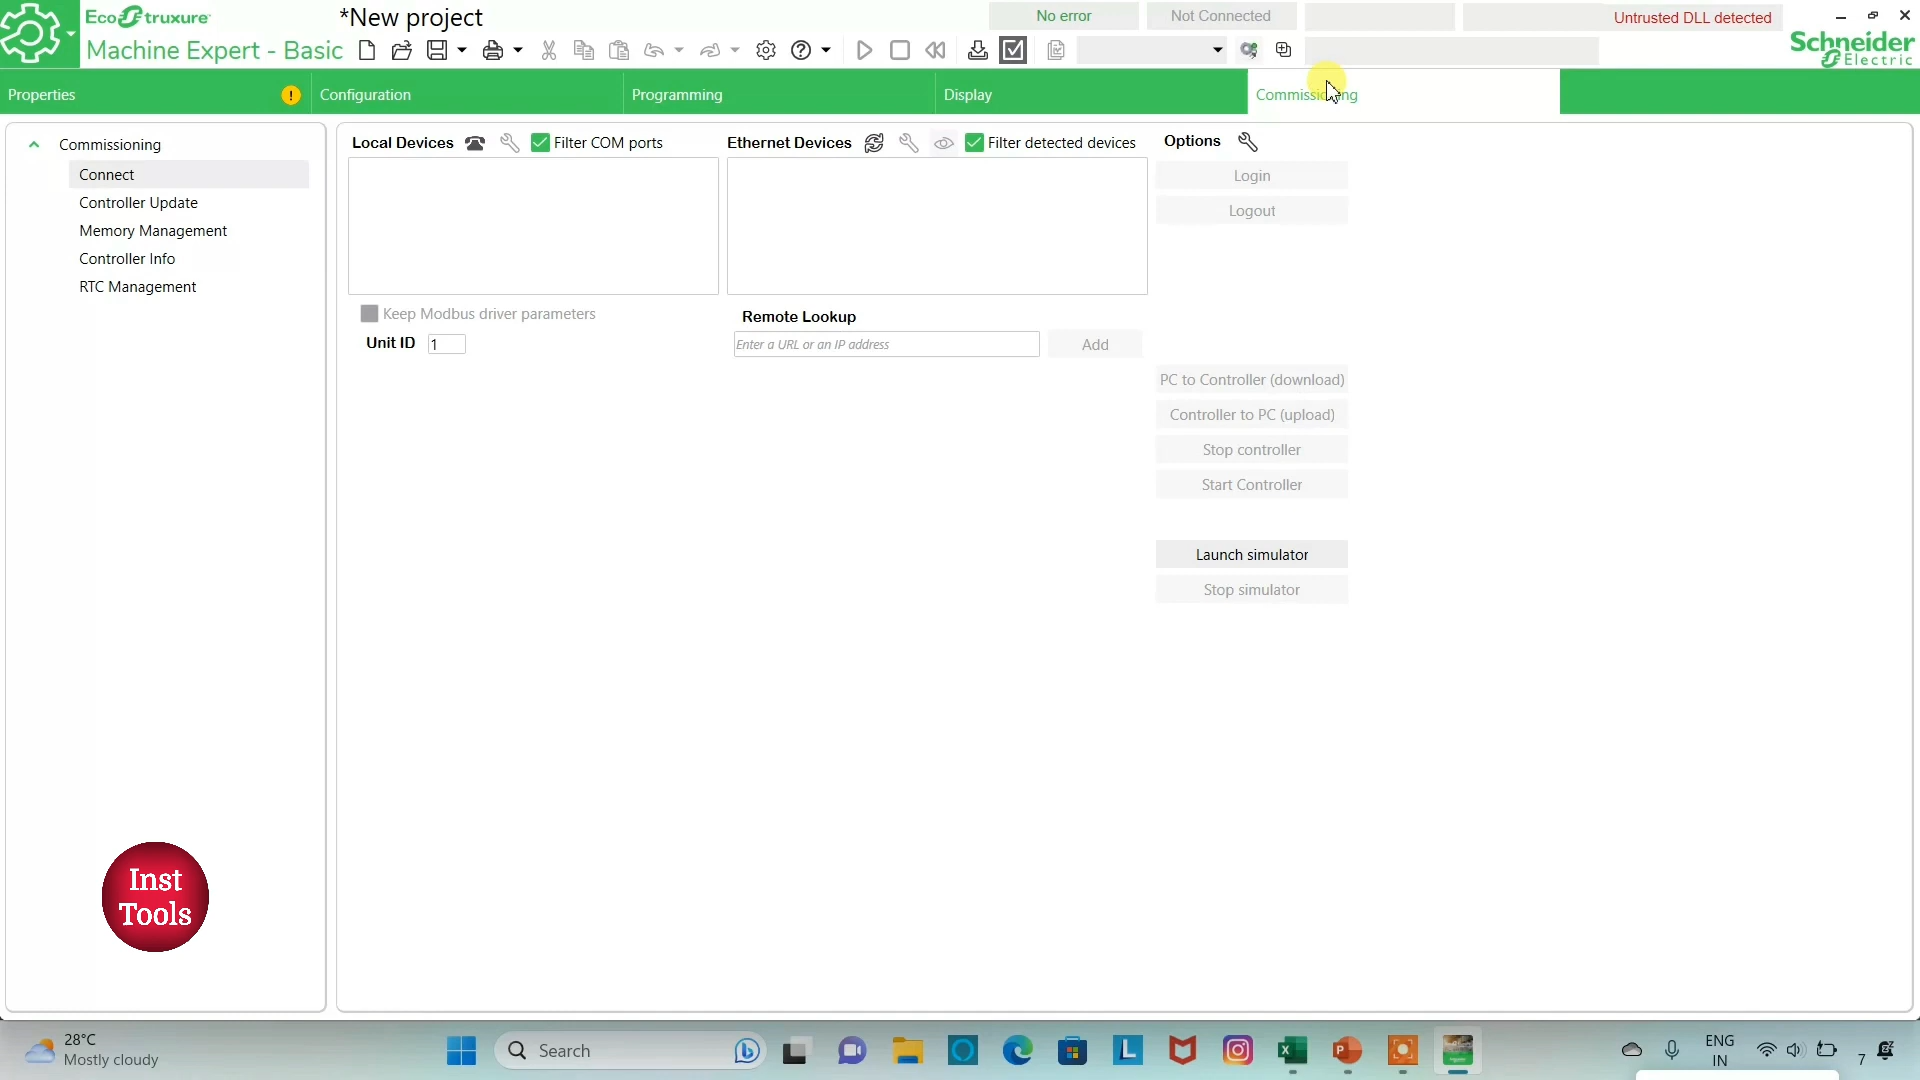 EcoStruxure
Machine Expert - Basic
*New project
No error
Not Connected
Untrusted DLL detected
Schneider
Electric
Properties
Configuration
Programming
Display
Commissioning
Commissioning
Connect
Controller Update
Memory Management
Controller Info
RTC Management
Local Devices
Filter COM ports
Ethernet Devices
Filter detected devices
Options
Login
Logout
Keep Modbus driver parameters
Unit ID 1
Remote Lookup
Enter a URL or an IP address
Add
PC to Controller (download)
Controller to PC (upload)
Stop controller
Start Controller
Launch simulator
Stop simulator
Inst
Tools
28°C
Mostly cloudy
Search
ENG
IN
7